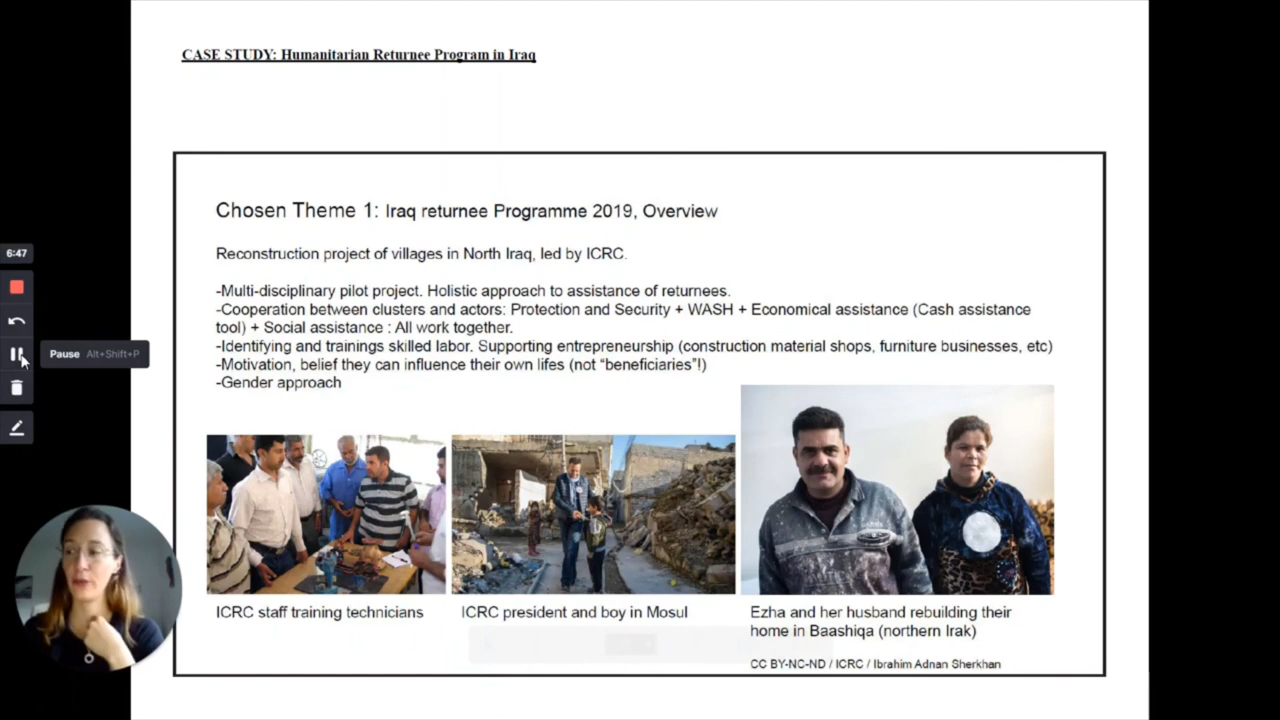 CASE STUDY: Humanitarian Returnee Program in Iraq
Chosen Theme 1: Iraq returnee Programme 2019, Overview
Reconstruction project of villages in North Iraq, led by ICRC.
-Multi-disciplinary pilot project. Holistic approach to assistance of returnees.
-Cooperation between clusters and actors: Protection and Security + WASH + Economical assistance (Cash assistance
tool) + Social assistance : All work together.
-Identifying and trainings skilled labor. Supporting entrepreneurship (construction material shops, furniture businesses, etc)
-Motivation, belief they can influence their own lifes (not “beneficiaries”!)
-Gender approach
6:47
Pause Alt+Shift+P
ICRC staff training technicians
ICRC president and boy in Mosul
Ezha and her husband rebuilding their
home in Baashiqa (northern Irak)
CC BY-NC-ND / ICRC / Ibrahim Adnan Sherkhan